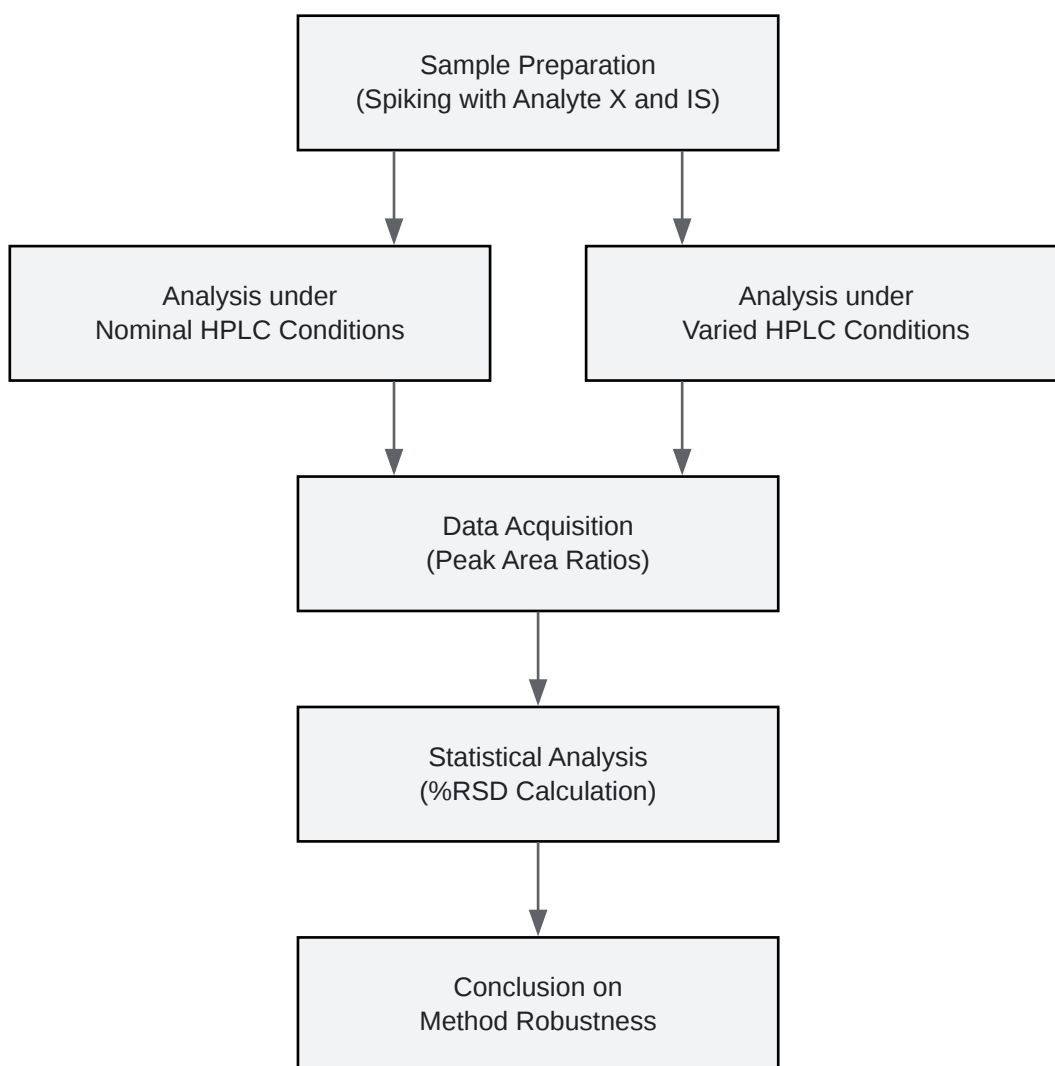 Sample Preparation
(Spiking with Analyte X and IS)
Analysis under
Nominal HPLC Conditions
Analysis under
Varied HPLC Conditions
Data Acquisition
(Peak Area Ratios)
Statistical Analysis
(%RSD Calculation)
Conclusion on
Method Robustness